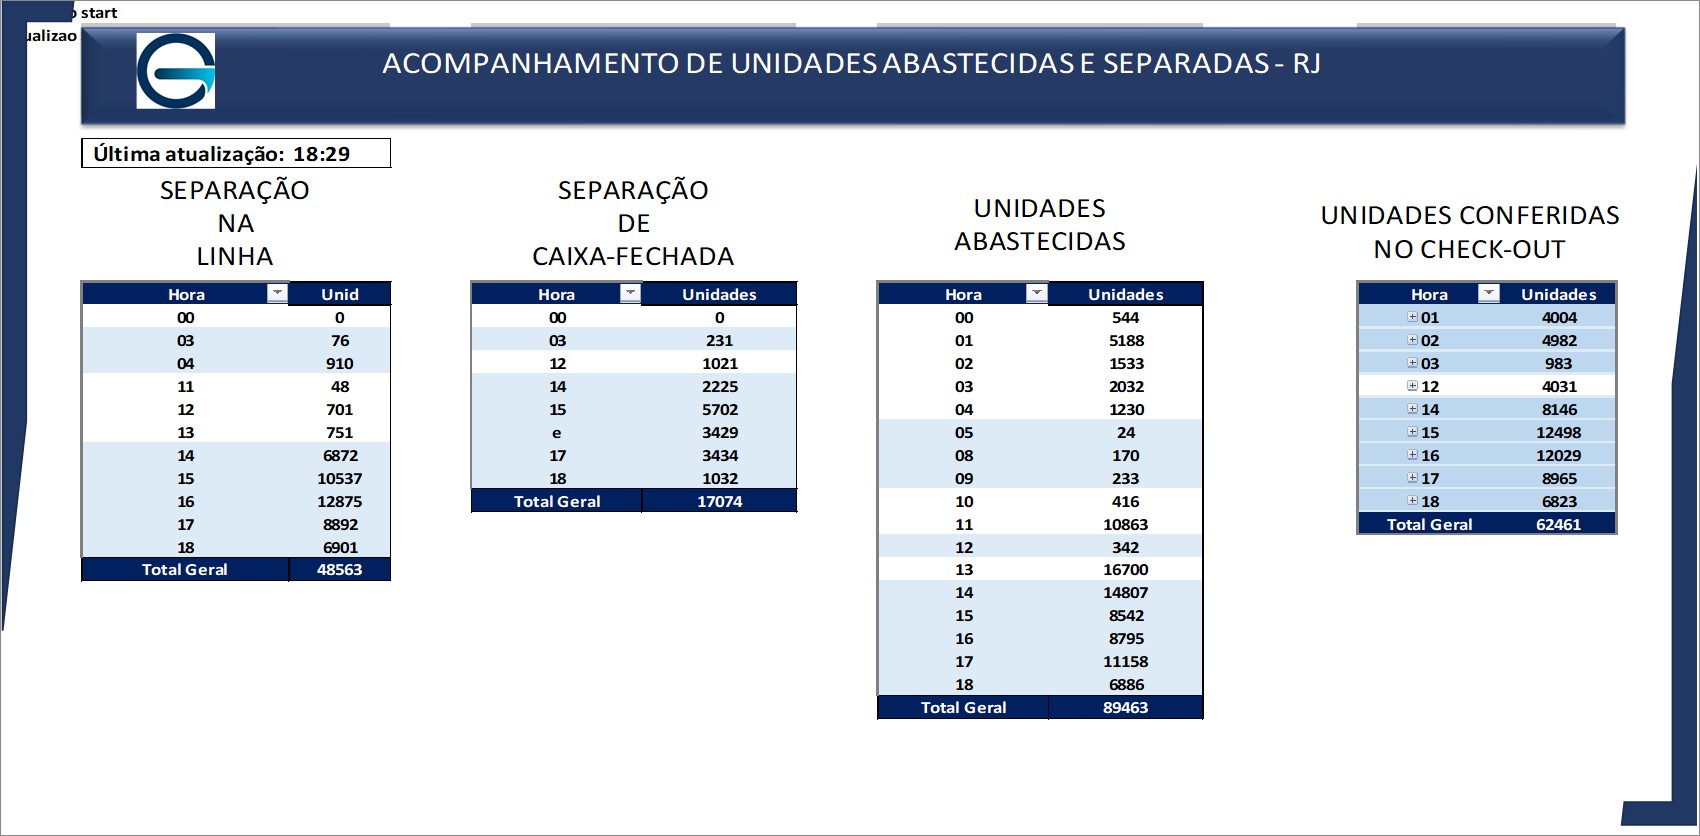 start
ualizao
ACOMPANHAMENTO DE UNIDADES ABASTECIDAS E SEPARADAS - RJ
Última atualização: 18:29
SEPARAÇÃO
NA
LINHA
Hora Unid
00 0
03 76
04 910
11 48
12 701
13 751
14 6872
15 10537
16 12875
17 8892
18 6901
Total Geral 48563
SEPARAÇÃO
DE
CAIXA-FECHADA
Hora Unidades
00 0
03 231
12 1021
14 2225
15 5702
e 3429
17 3434
18 1032
Total Geral 17074
UNIDADES
ABASTECIDAS
Hora Unidades
00 544
01 5188
02 1533
03 2032
04 1230
05 24
08 170
09 233
10 416
11 10863
12 342
13 16700
14 14807
15 8542
16 8795
17 11158
18 6886
Total Geral 89463
UNIDADES CONFERIDAS
NO CHECK-OUT
Hora Unidades
01 4004
02 4982
03 983
12 4031
14 8146
15 12498
16 12029
17 8965
18 6823
Total Geral 62461